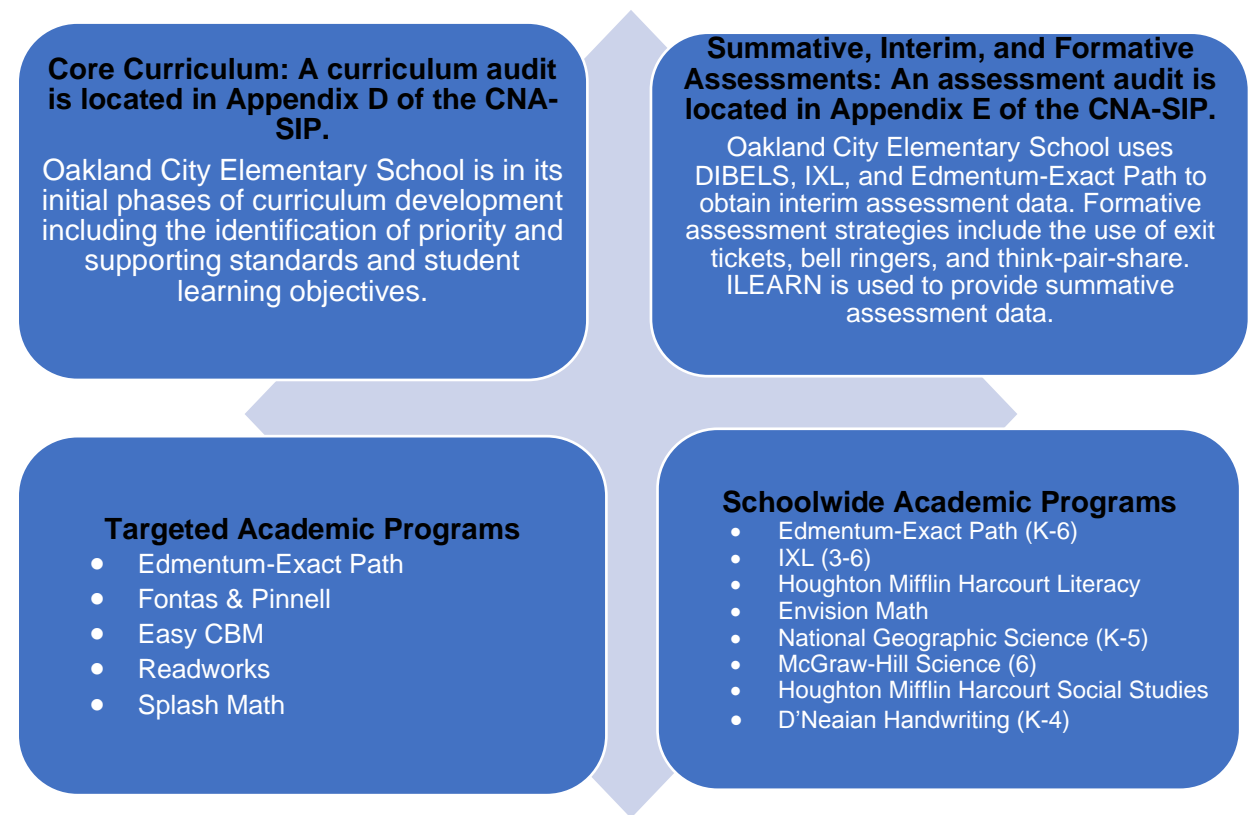 Core Curriculum: A curriculum audit
is located in Appendix D of the CNA-
SIP.
Oakland City Elementary School is in its
initial phases of curriculum development
including the identification of priority and
supporting standards and student
learning objectives.
Summative, Interim, and Formative
Assessments: An assessment audit is
located in Appendix E of the CNA-SIP.
Oakland City Elementary School uses
DIBELS, IXL, and Edmentum-Exact Path to
obtain interim assessment data. Formative
assessment strategies include the use of exit
tickets, bell ringers, and think-pair-share.
ILEARN is used to provide summative
assessment data.
Targeted Academic Programs
• Edmentum-Exact Path
• Fontas & Pinnell
• Easy CBM
• Readworks
• Splash Math
Schoolwide Academic Programs
• Edmentum-Exact Path (K-6)
• IXL (3-6)
• Houghton Mifflin Harcourt Literacy
• Envision Math
• National Geographic Science (K-5)
• McGraw-Hill Science (6)
• Houghton Mifflin Harcourt Social Studies
• D’Neaian Handwriting (K-4)